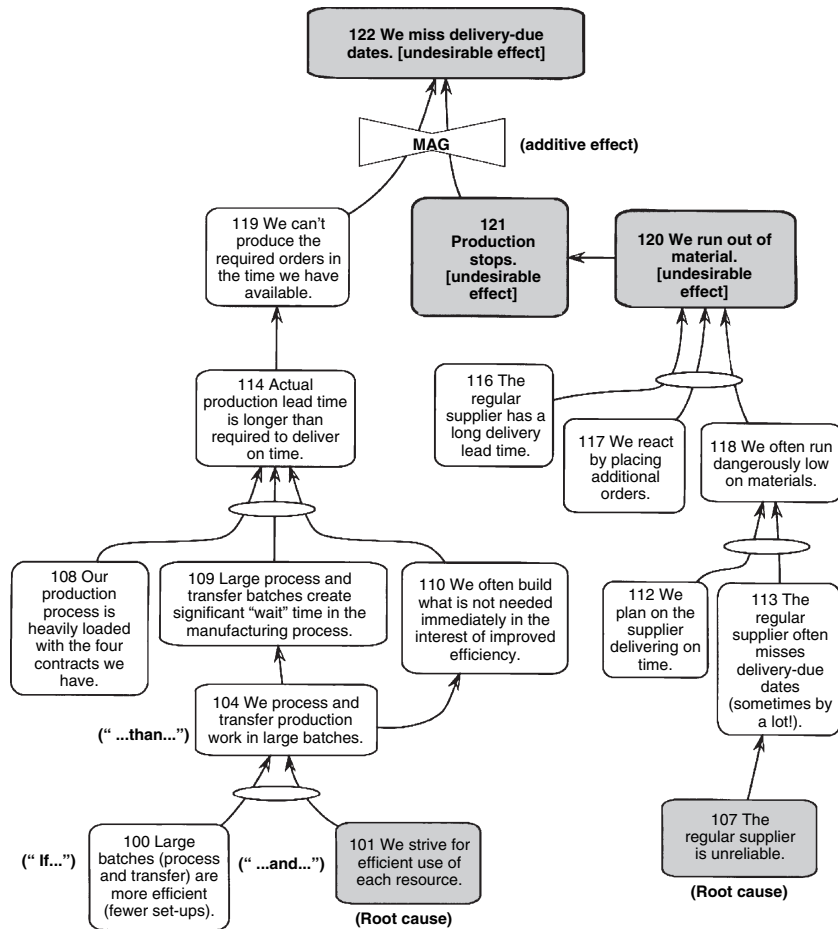 122 We miss delivery-due
dates. [undesirable effect]
MAG
(additive effect)
119 We can’t
produce the
required orders in
the time we have
available.
121
Production
stops.
[undesirable
effect]
120 We run out of
material.
[undesirable
effect]
114 Actual
production lead time
is longer than
required to deliver
on time.
116 The
regular
supplier has a
long delivery
lead time.
117 We react
by placing
additional
orders.
118 We often run
dangerously low
on materials.
108 Our
production
process is
heavily loaded
with the four
contracts we
have.
109 Large process and
transfer batches create
significant “wait” time in the
manufacturing process.
110 We often build
what is not needed
immediately in the
interest of improved
efficiency.
112 We
plan on the
supplier
delivering on
time.
113 The
regular
supplier often
misses
delivery-due
dates
(sometimes by
a lot!).
(“ ...than...”)
104 We process and
transfer production
work in large batches.
(“ If...”)
100 Large
batches (process
and transfer) are
more efficient
(fewer set-ups).
(“ ...and...”)
101 We strive for
efficient use of
each resource.
(Root cause)
107 The
regular supplier
is unreliable.
(Root cause)